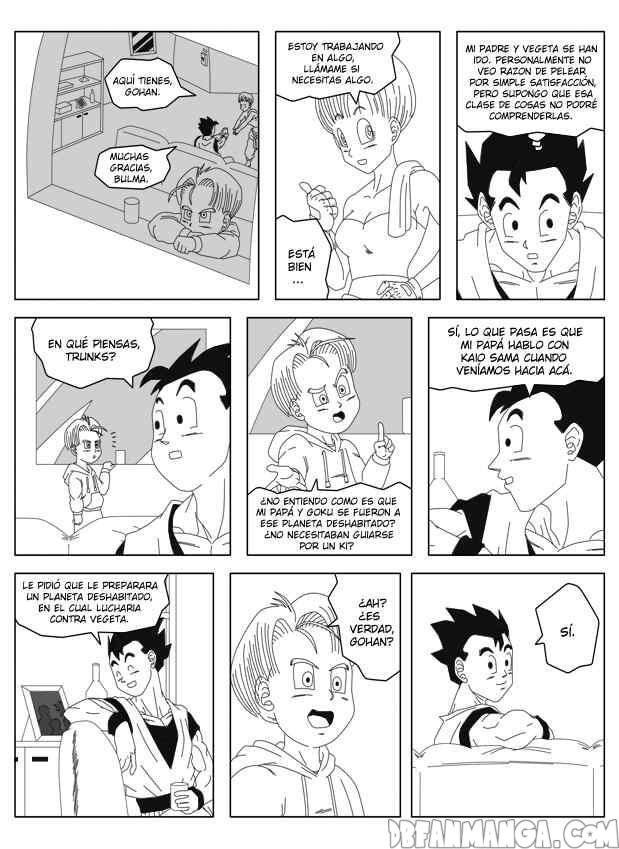 AQUÍ TIENES,
GOHAN.
MUCHAS
GRACIAS,
BULMA.
ESTOY TRABAJANDO
EN ALGO,
LLÁMAME SI
NECESITAS ALGO.
ESTÁ
BIEN
...
MI PADRE Y VEGETA SE HAN
IDO. PERSONALMENTE NO
VEO RAZON DE PELEAR
POR SIMPLE SATISFACCIÓN,
PERO SUPONGO QUE ESA
CLASE DE COSAS NO PODRÉ
COMPRENDERLAS.
EN QUÉ PIENSAS,
TRUNKS?
¿NO ENTIENDO COMO ES QUE
MI PAPÁ Y GOKU SE FUERON A
ESE PLANETA DESHABITADO?
¿NO NECESITABAN GUIARSE
POR UN KI?
SÍ, LO QUE PASA ES QUE
MI PAPÁ HABLO CON
KAIO SAMA CUANDO
VENÍAMOS HACIA ACÁ.
LE PIDIÓ QUE LE PREPARARA
UN PLANETA DESHABITADO,
EN EL CUAL LUCHARIA
CONTRA VEGETA.
¿AH?
¿ES
VERDAD,
GOHAN?
SÍ.
DBFANMANGA.COM